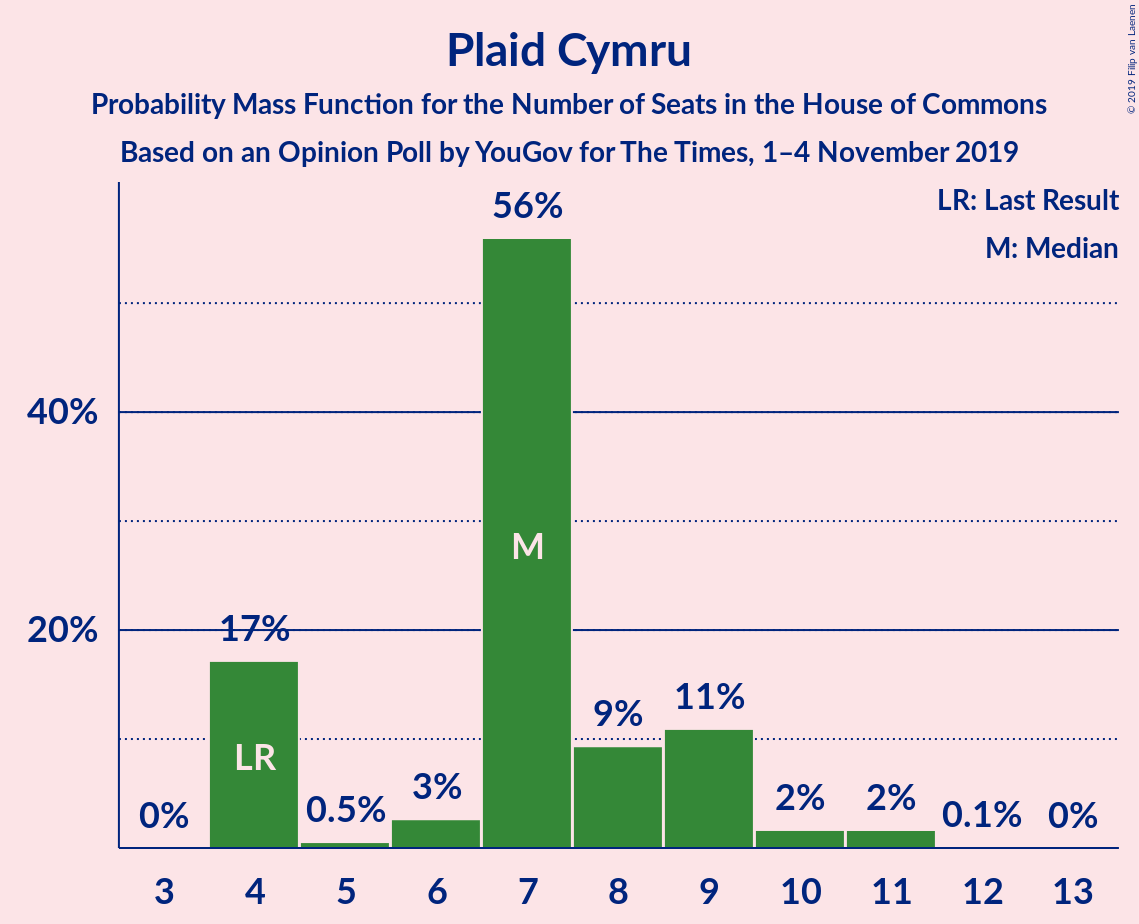 Plaid Cymru
Probability Mass Function for the Number of Seats in the House of Commons
Based on an Opinion Poll by YouGov for The Times, 1–4 November 2019
© 2019 Filip van Laenen
LR: Last Result
M: Median
56%
40%
M
20%
17%
11%
9%
LR
3%
2%
2%
0.5%
0%
0.1%
0%
3 4 5 6 7 8 9 10 11 12 13